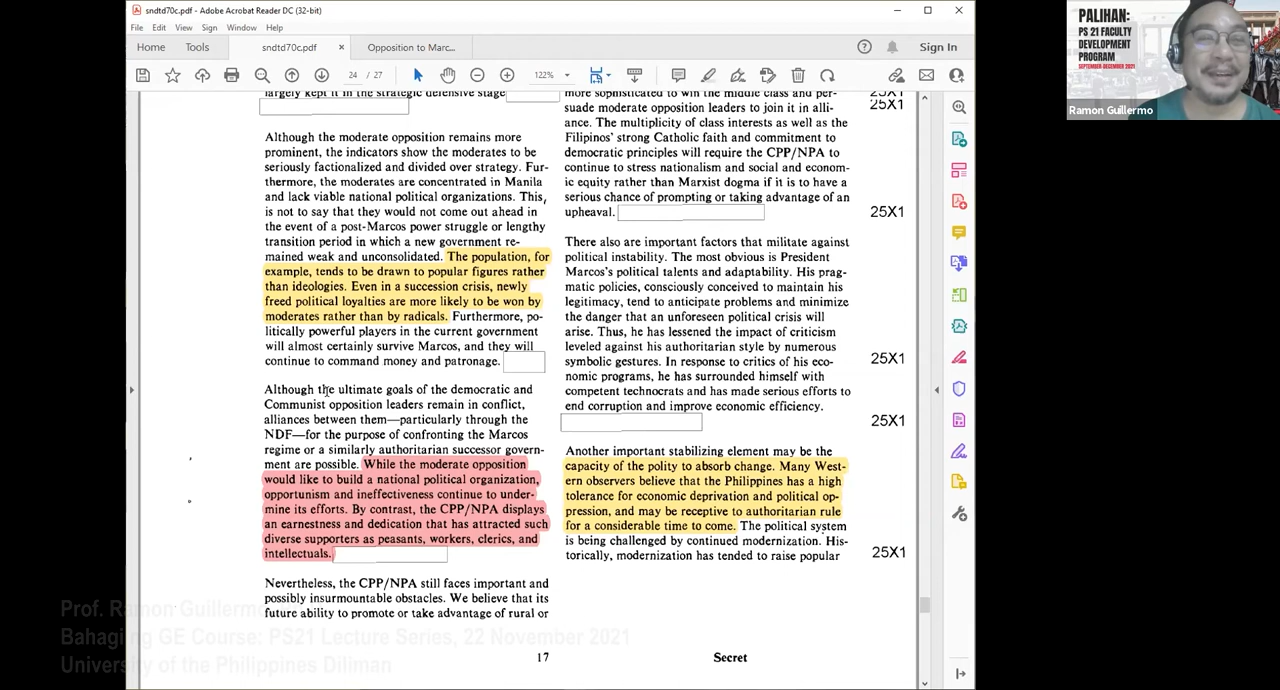 sndtd70c.pdf - Adobe Acrobat Reader DC (32-bit)
File Edit View Sign Window Help
Home Tools sndtd70c.pdf × Opposition to Marc... Sign In
24 / 27 122%
largely kept it in the strategic defensive stage
Although the moderate opposition remains more
prominent, the indicators show the moderates to be
seriously factionalized and divided over strategy. Fur-
thermore, the moderates are concentrated in Manila
and lack viable national political organizations. This,
is not to say that they would not come out ahead in
the event of a post-Marcos power struggle or lengthy
transition period in which a new government re-
mained weak and unconsolidated. The population, for
example, tends to be drawn to popular figures rather
than ideologies. Even in a succession crisis, newly
freed political loyalties are more likely to be won by
moderates rather than by radicals. Furthermore, po-
litically powerful players in the current government
will almost certainly survive Marcos, and they will
continue to command money and patronage.
Although the ultimate goals of the democratic and
Communist opposition leaders remain in conflict,
alliances between them—particularly through the
NDF—for the purpose of confronting the Marcos
regime or a similarly authoritarian successor govern-
ment are possible. While the moderate opposition
would like to build a national political organization,
opportunism and ineffectiveness continue to under-
mine its efforts. By contrast, the CPP/NPA displays
an earnestness and dedication that has attracted such
diverse supporters as peasants, workers, clerics, and
intellectuals.
Nevertheless, the CPP/NPA still faces important and
possibly insurmountable obstacles. We believe that its
future ability to promote or take advantage of rural or
more sophisticated to win the middle class and per-
suade moderate opposition leaders to join it in alli-
ance. The multiplicity of class interests as well as the
Filipinos' strong Catholic faith and commitment to
democratic principles will require the CPP/NPA to
continue to stress nationalism and social and econom-
ic equity rather than Marxist dogma if it is to have a
serious chance of prompting or taking advantage of an
upheaval.
There also are important factors that militate against
political instability. The most obvious is President
Marcos's political talents and adaptability. His prag-
matic policies, consciously conceived to maintain his
legitimacy, tend to anticipate problems and minimize
the danger that an unforeseen political crisis will
arise. Thus, he has lessened the impact of criticism
leveled against his authoritarian style by numerous
symbolic gestures. In response to critics of his eco-
nomic programs, he has surrounded himself with
competent technocrats and has made serious efforts to
end corruption and improve economic efficiency.
Another important stabilizing element may be the
capacity of the polity to absorb change. Many West-
ern observers believe that the Philippines has a high
tolerance for economic deprivation and political op-
pression, and may be receptive to authoritarian rule
for a considerable time to come. The political system
is being challenged by continued modernization. His-
torically, modernization has tended to raise popular
25X1
25X1
25X1
25X1
25X1
25X1
17
Secret
PALIHAN:
PS 21 FACULTY
DEVELOPMENT
PROGRAM
SEPTEMBER-DECEMBER 2021
Ramon Guillermo
Prof. Ramon Guillermo
Bahaging GE Course: PS21 Lecture Series, 22 November 2021
University of the Philippines Diliman